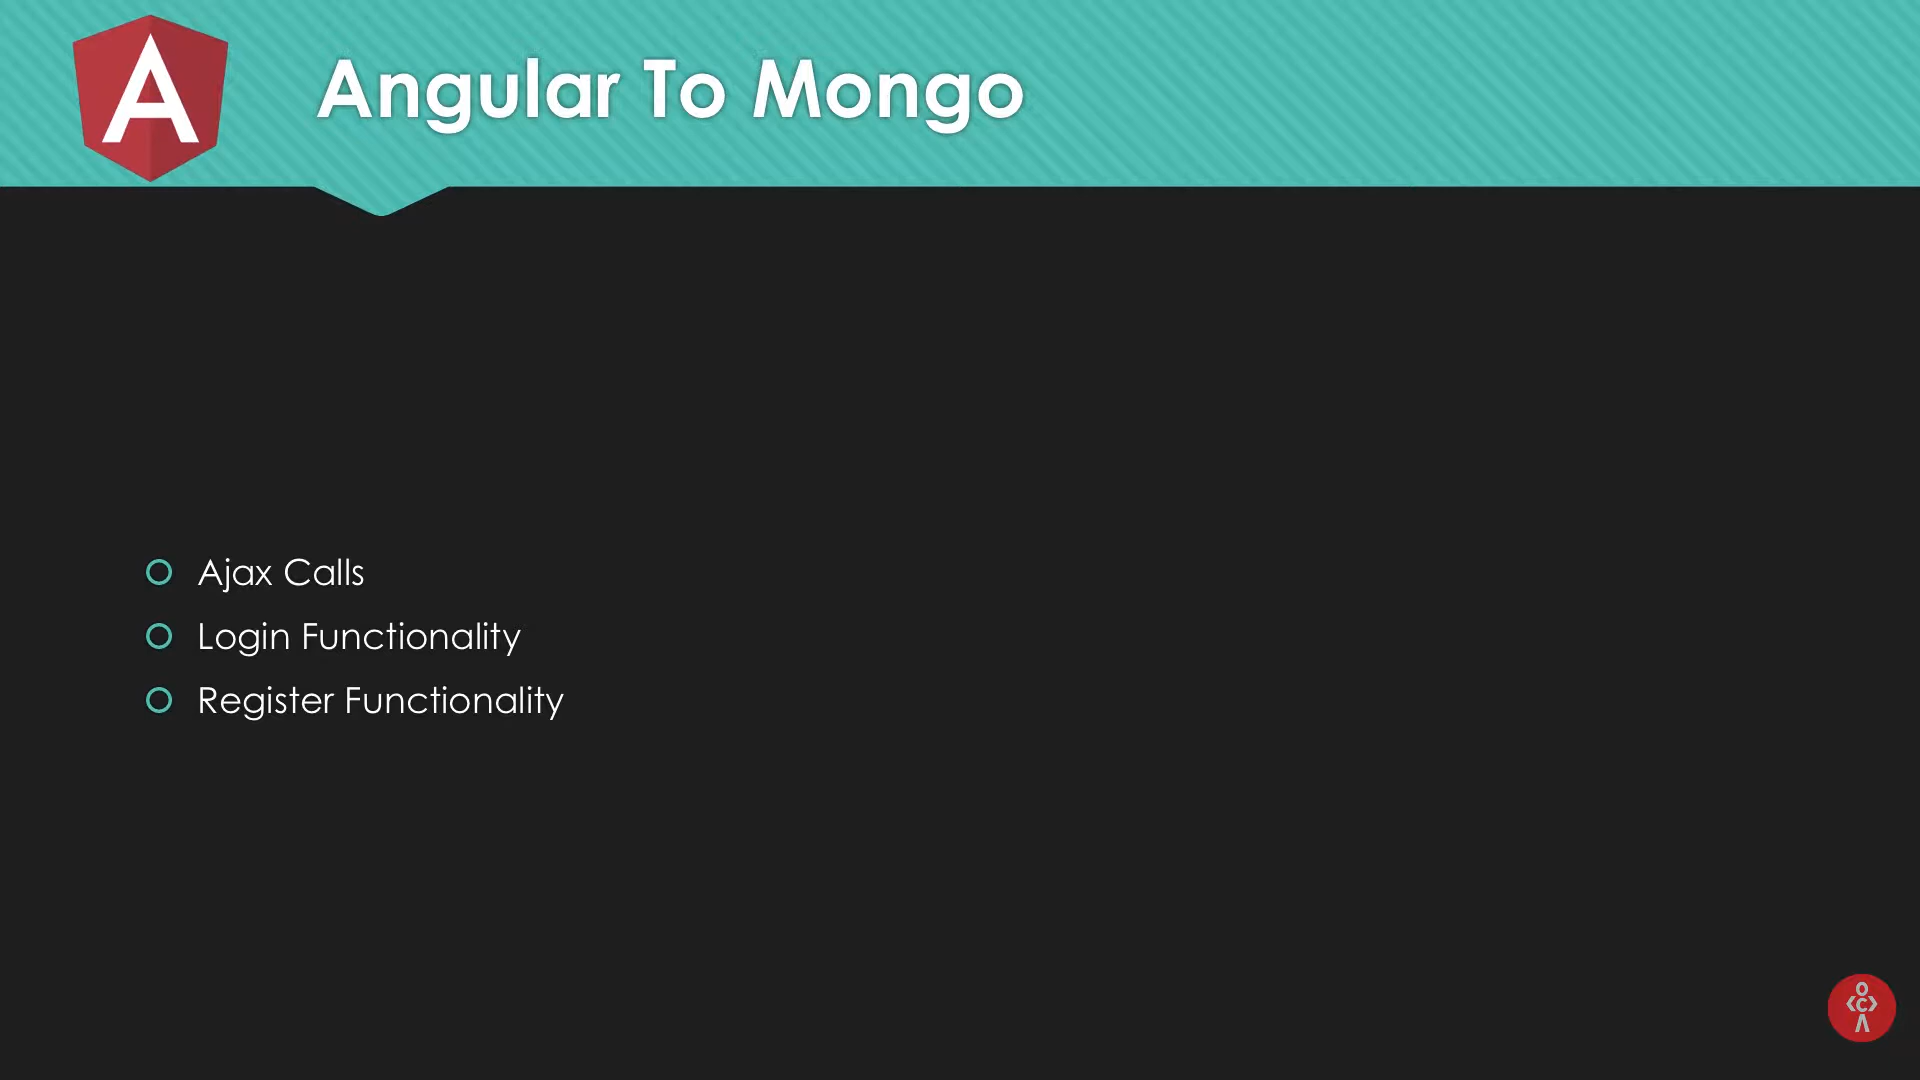 Angular To Mongo
Ajax Calls
Login Functionality
Register Functionality